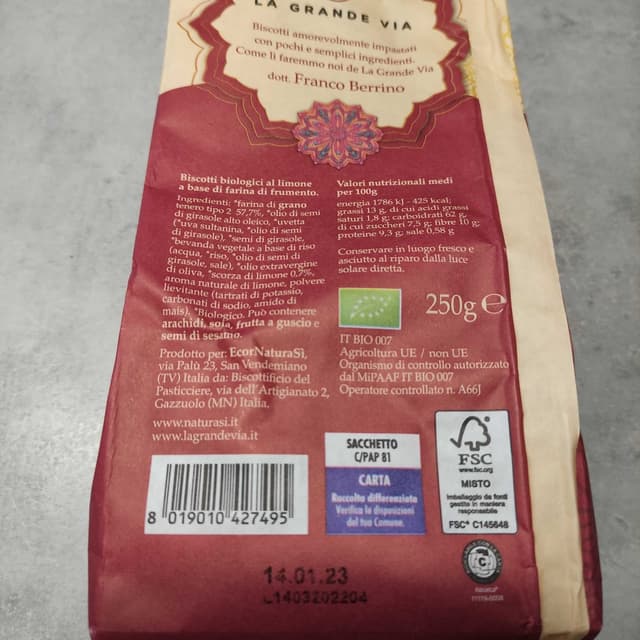 LA GRANDE VIA
Biscotti amorevolmente impastati
con pochi e semplici ingredienti.
Come li faremmo noi de La Grande Via
dott. Franco Berrino
Biscotti biologici al limone
a base di farina di frumento.
Ingredienti: *farina di grano
tenero tipo 2 57,7%, *olio di semi
di girasole alto oleico, *uvetta
(*uva sultanina, *olio di semi
di girasole), *semi di girasole,
*bevanda vegetale a base di riso
(acqua, *riso, *olio di semi di
girasole, sale), *olio extravergine
di oliva, *scorza di limone 0,7%,
aroma naturale di limone, polvere
lievitante (tartrati di potassio,
carbonati di sodio, amido di
mais). *Biologico. Può contenere
arachidi, soia, frutta a guscio e
semi di sesamo.
Prodotto per: EcorNaturaSì,
via Palù 23, San Vendemiano
(TV) Italia da: Biscottificio del
Pasticciere, via dell'Artigianato 2,
Gazzuolo (MN) Italia.
www.naturasi.it
www.lagrandevia.it
Valori nutrizionali medi
per 100g
energia 1786 kJ - 425 kcal;
grassi 13 g, di cui acidi grassi
saturi 1,8 g; carboidrati 62 g,
di cui zuccheri 7,5 g; fibre 10 g;
proteine 9,3 g; sale 0,58 g
Conservare in luogo fresco e
asciutto al riparo dalla luce
solare diretta.
250g e
IT BIO 007
Agricoltura UE / non UE
Organismo di controllo autorizzato
dal MiPAAF IT BIO 007
Operatore controllato n. A66J
8 019010 427495
SACCHETTO
C/PAP 81
CARTA
Raccolta differenziata
Verifica le disposizioni
del tuo Comune.
FSC
www.fsc.org
MISTO
Imballaggio da fonti
gestite in maniera
responsabile
FSC® C145648
14.01.23
L1403202204